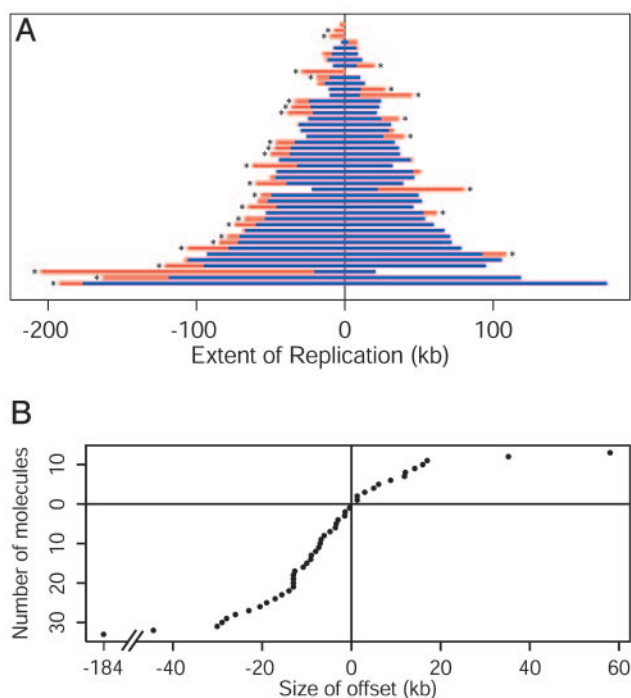 A
-200 -100 0 100
Extent of Replication (kb)
B
Number of molecules
10
0
10
20
30
-184 -40 -20 0 20 40 60
Size of offset (kb)